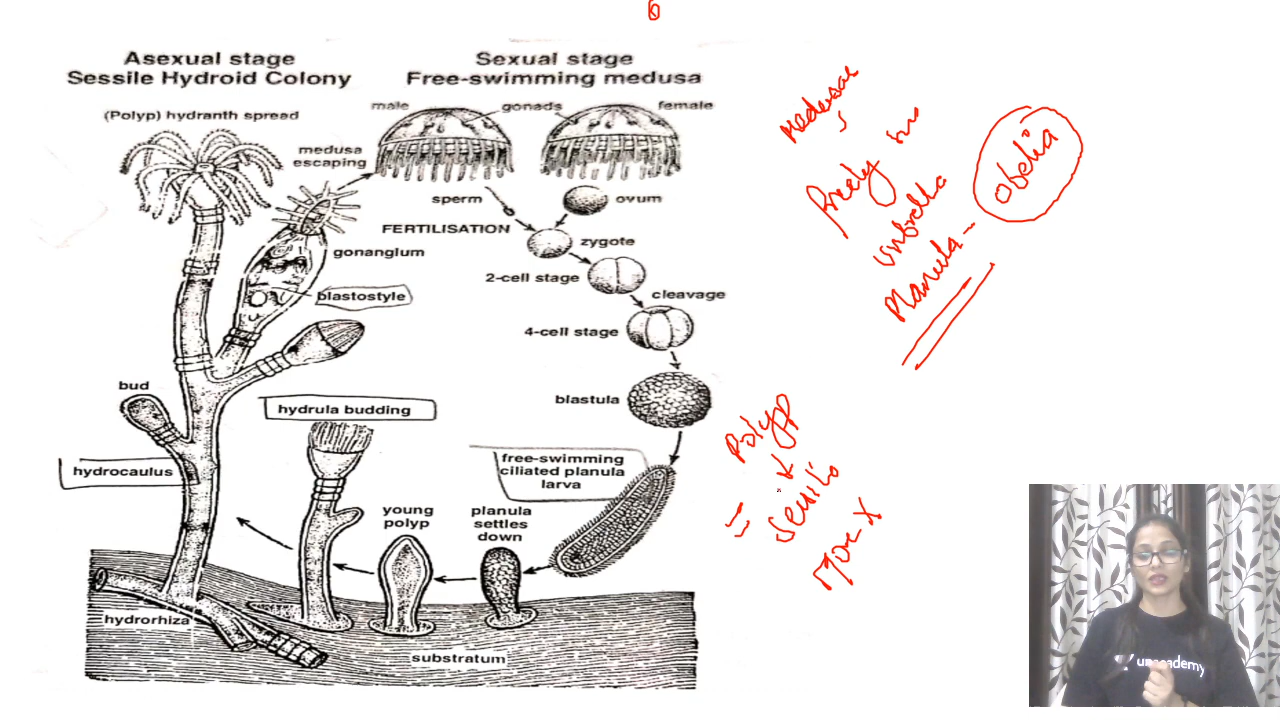 6
Asexual stage
Sessile Hydroid Colony
(Polyp) hydranth spread
medusa
escaping
gonanglum
blastostyle
bud
hydrula budding
hydrocaulus
hydrorhiza
Sexual stage
Free-swimming medusa
male
gonads
female
sperm
ovum
FERTILISATION
zygote
2-cell stage
cleavage
4-cell stage
blastula
free-swimming
ciliated planula
larva
young
polyp
planula
settles
down
substratum
Medusae
freely
umbrella
Planula - obelia
Polyp
Sessile
Move X
unacademy